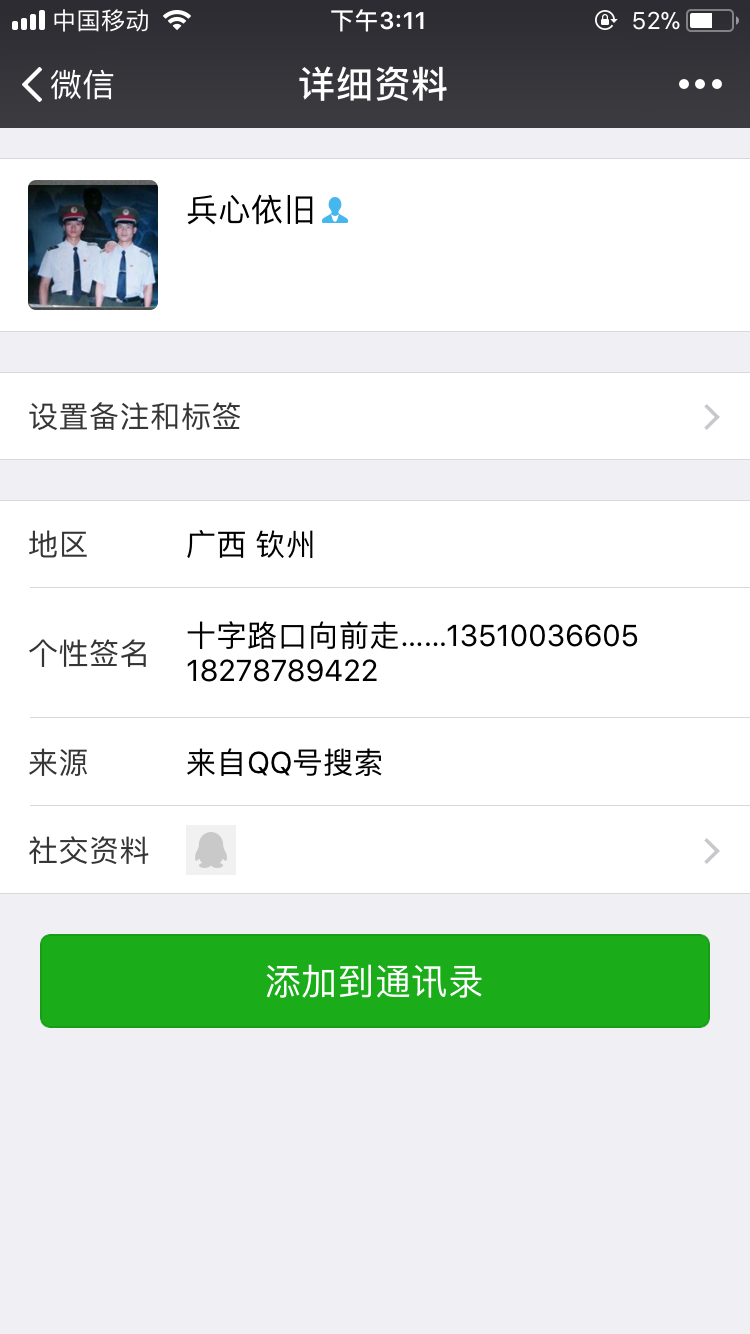 中国移动 下午3:11 52%
微信 详细资料
兵心依旧
设置备注和标签
地区 广西 钦州
个性签名 十字路口向前走......13510036605
18278789422
来源 来自QQ号搜索
社交资料
添加到通讯录